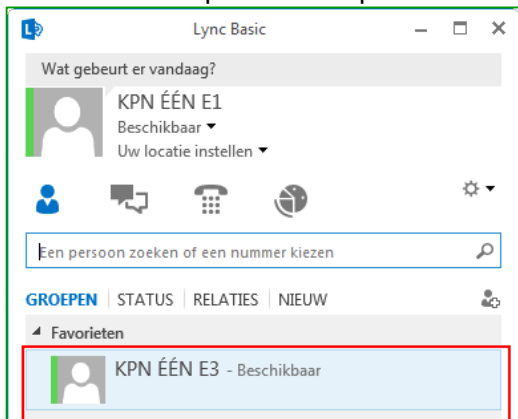 Lync Basic
Wat gebeurt er vandaag?
KPN ÉÉN E1
Beschikbaar
Uw locatie instellen
Een persoon zoeken of een nummer kiezen
GROEPEN STATUS RELATIES NIEUW
Favorieten
KPN ÉÉN E3 - Beschikbaar